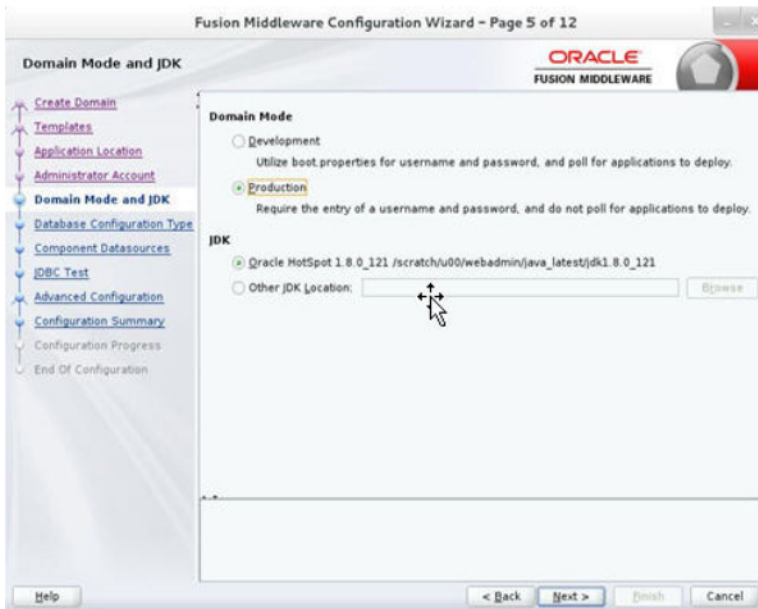 Fusion Middleware Configuration Wizard – Page 5 of 12
Domain Mode and JDK
ORACLE
FUSION MIDDLEWARE
Create Domain
Templates
Application Location
Administrator Account
Domain Mode and JDK
Database Configuration Type
Component Datasources
JDBC Test
Advanced Configuration
Configuration Summary
Configuration Progress
End Of Configuration
Domain Mode
Development
Utilize boot.properties for username and password, and poll for applications to deploy.
Production
Require the entry of a username and password, and do not poll for applications to deploy.
JDK
Oracle HotSpot 1.8.0_121 /scratch/u00/webadmin/java_latest/jdk1.8.0_121
Other JDK Location:
Browse
Help
< Back
Next >
Finish
Cancel